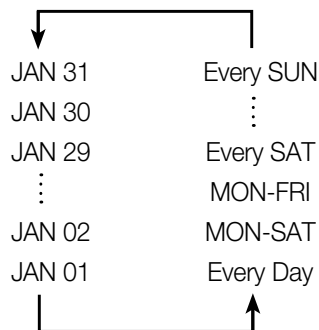 JAN 31 Every SUN
JAN 30
JAN 29 Every SAT
MON-FRI
JAN 02 MON-SAT
JAN 01 Every Day